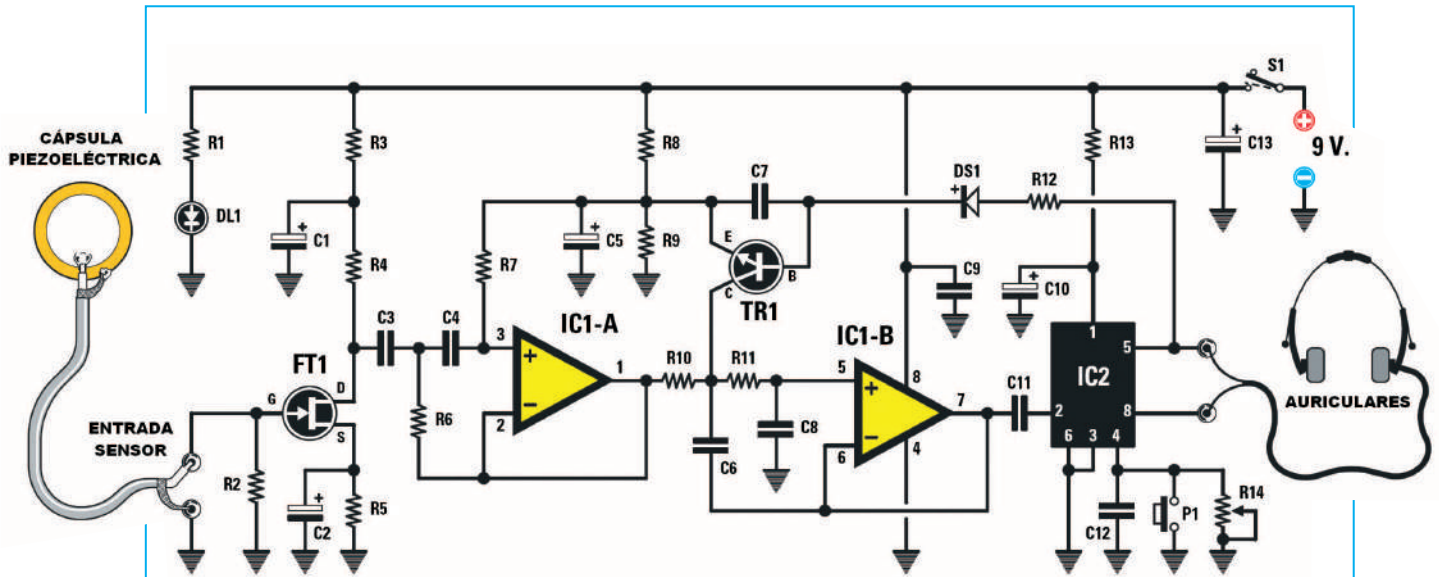 CÁPSULA
PIEZOELÉCTRICA
ENTRADA
SENSOR
R1
DL1
R2
R3
C1
R4
FT1
G
D
S
C2
R5
C3
C4
R6
R7
3
+
2
−
1
IC1-A
R8
C5
+
R9
C7
E
B
C
TR1
R10
R11
C6
C8
IC1-B
5
+
6
−
8
4
7
C9
DS1
+
R12
R13
C10
+
C11
IC2
1
2
5
8
6
3
4
C12
P1
R14
S1
C13
+
9 V.
+
−
AURICULARES